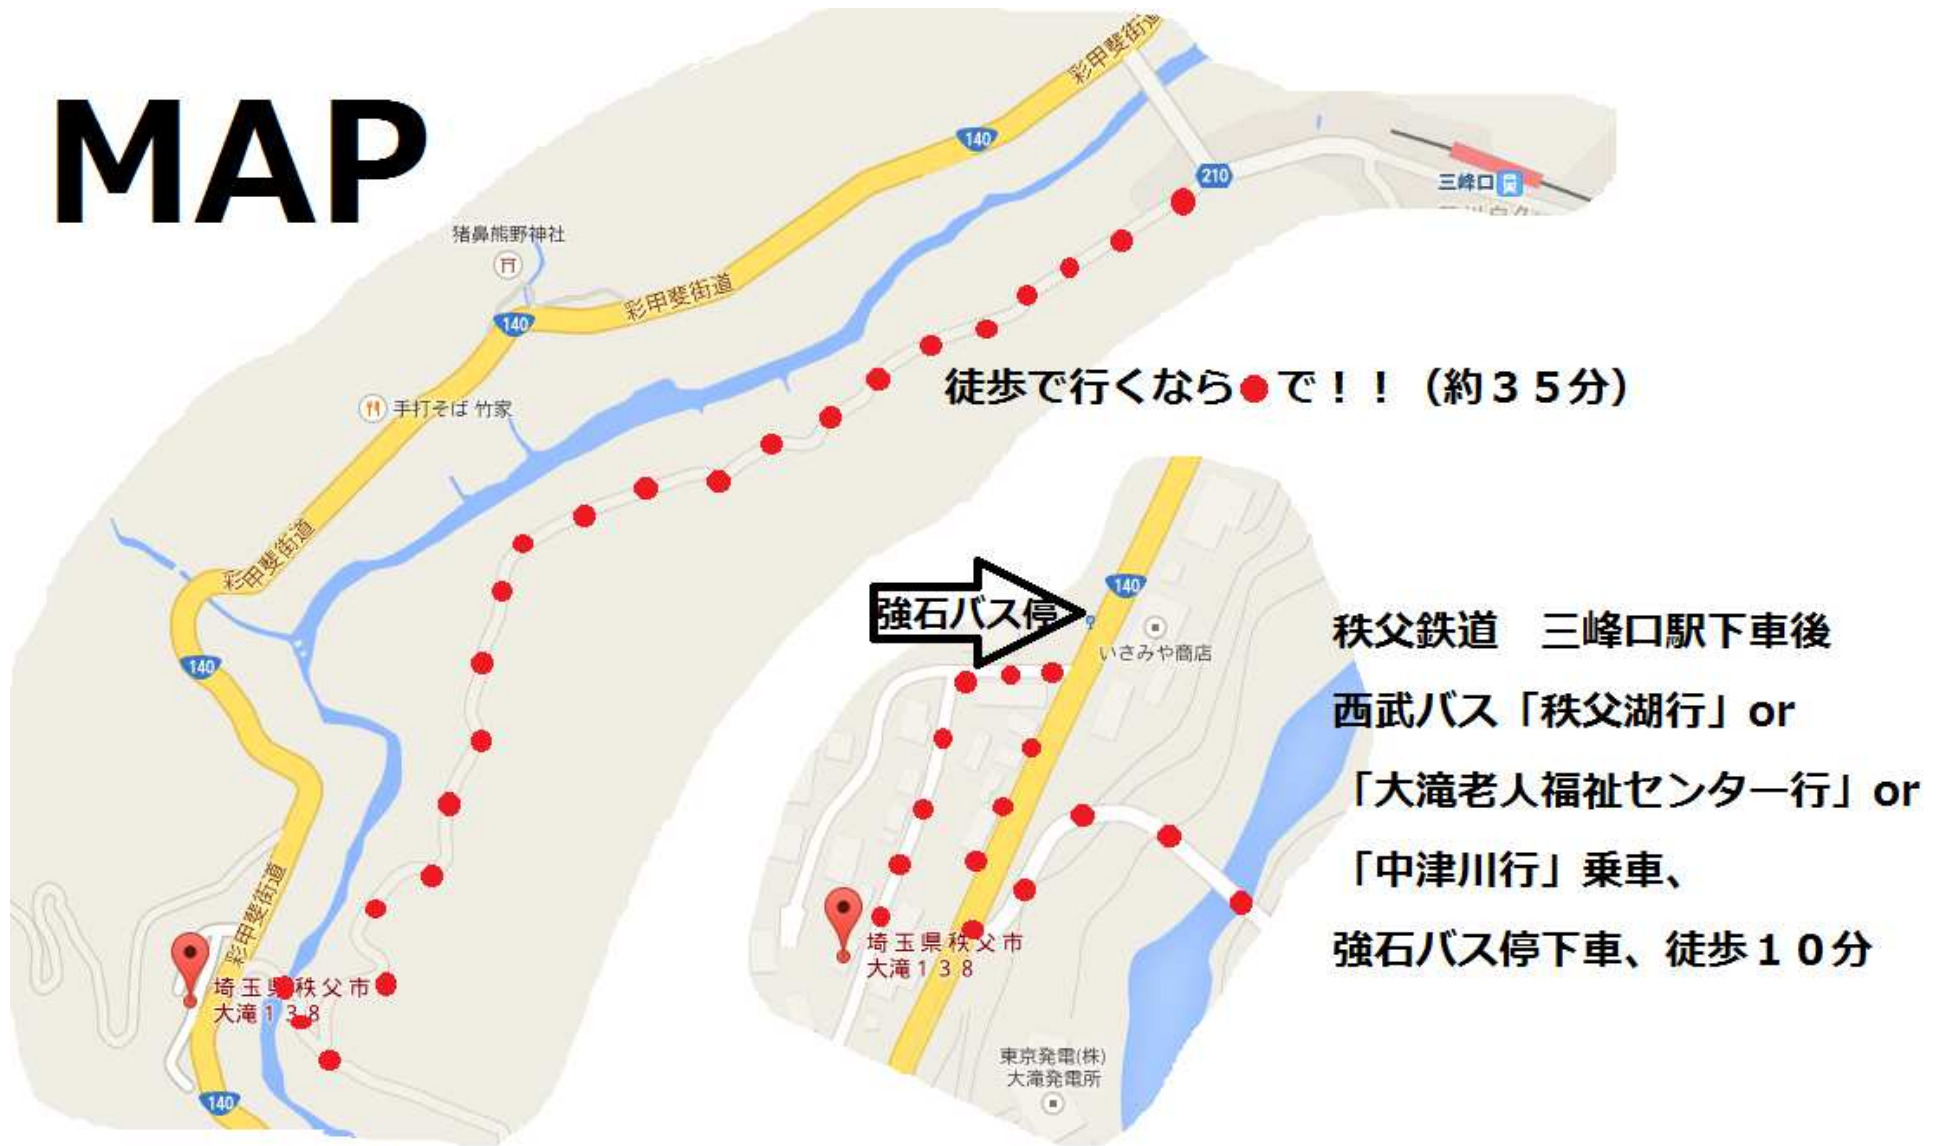 MAP
彩甲斐街道
140
210
三峰口
猪鼻熊野神社
彩甲斐街道
140
手打そば 竹家
徒歩で行くなら●で！！（約３５分）
彩甲斐街道
140
強石バス停
140
いさみや商店
秩父鉄道　三峰口駅下車後
西武バス「秩父湖行」or
「大滝老人福祉センター行」or
「中津川行」乗車、
強石バス停下車、徒歩１０分
彩甲斐街道
埼玉県秩父市
大滝１３８
埼玉県秩父市
大滝１３８
東京発電(株)
大滝発電所
140